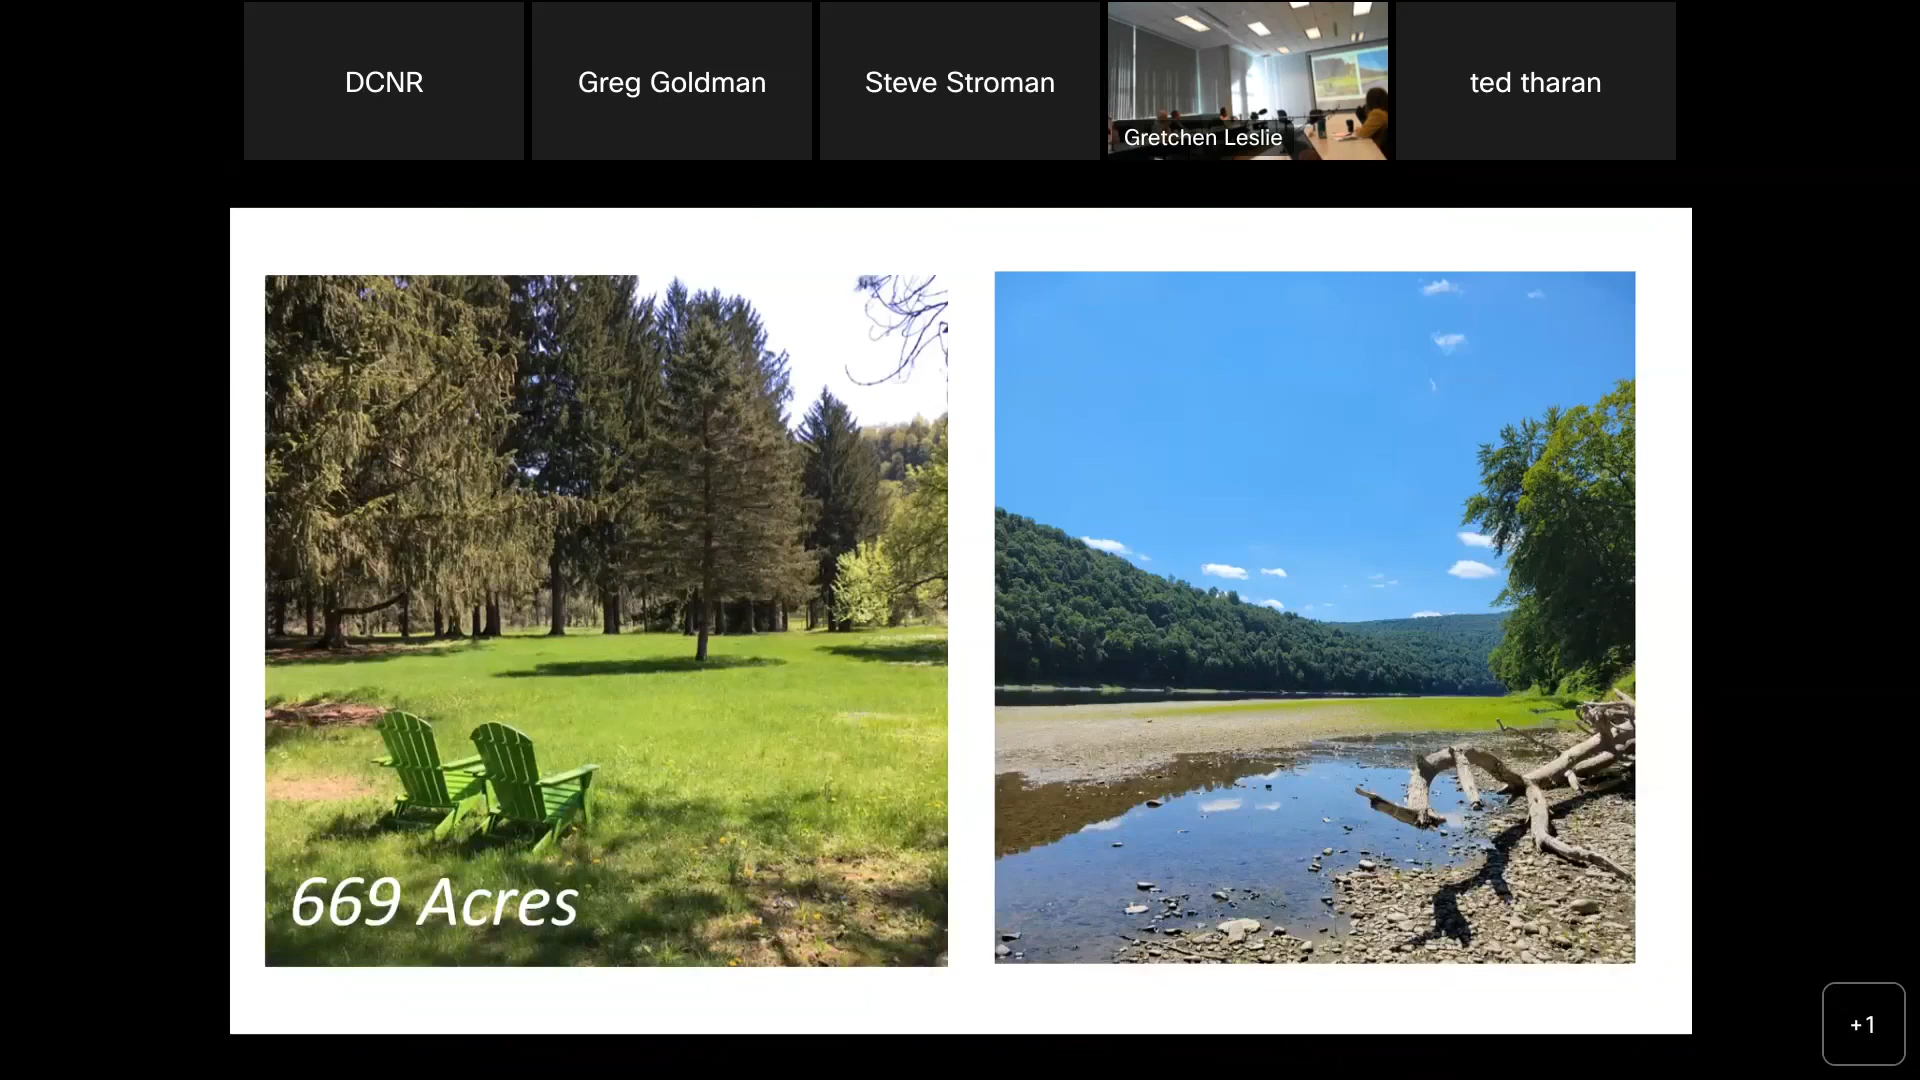 DCNR
Greg Goldman
Steve Stroman
Gretchen Leslie
ted tharan
669 Acres
+1